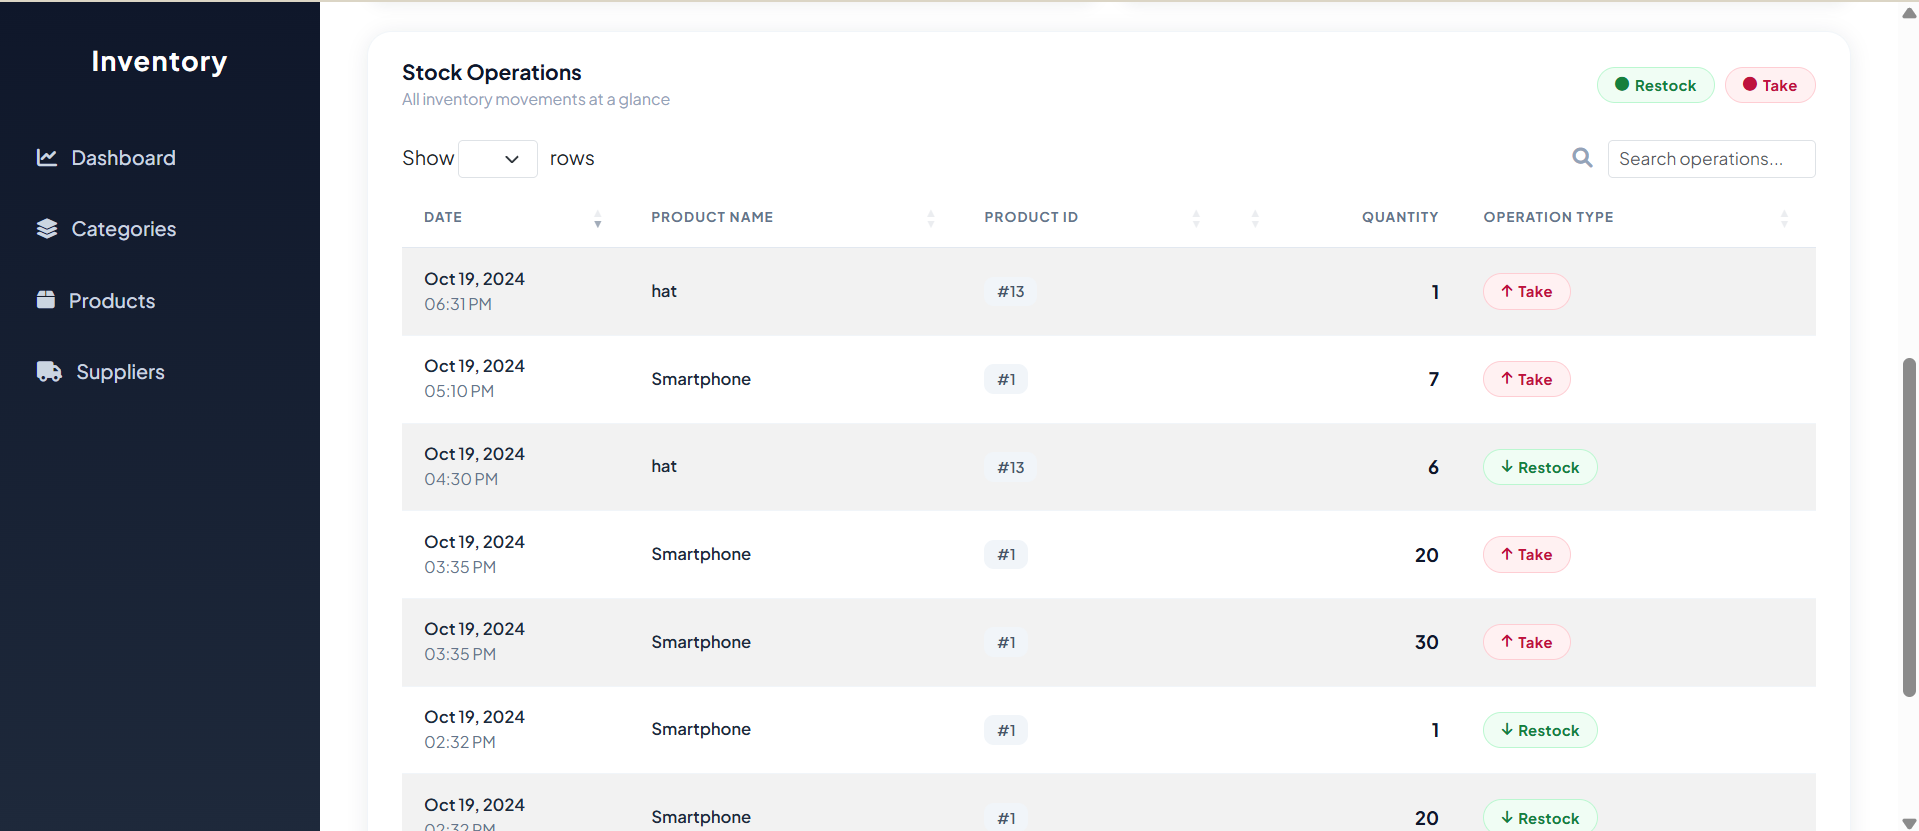 Inventory
Dashboard
Categories
Products
Suppliers
Stock Operations
All inventory movements at a glance
Restock
Take
Show
rows
Search operations...
DATE PRODUCT NAME PRODUCT ID QUANTITY OPERATION TYPE
Oct 19, 2024
06:31 PM
hat #13 1 Take
Oct 19, 2024
05:10 PM
Smartphone #1 7 Take
Oct 19, 2024
04:30 PM
hat #13 6 Restock
Oct 19, 2024
03:35 PM
Smartphone #1 20 Take
Oct 19, 2024
03:35 PM
Smartphone #1 30 Take
Oct 19, 2024
02:32 PM
Smartphone #1 1 Restock
Oct 19, 2024
02:32 PM
Smartphone #1 20 Restock